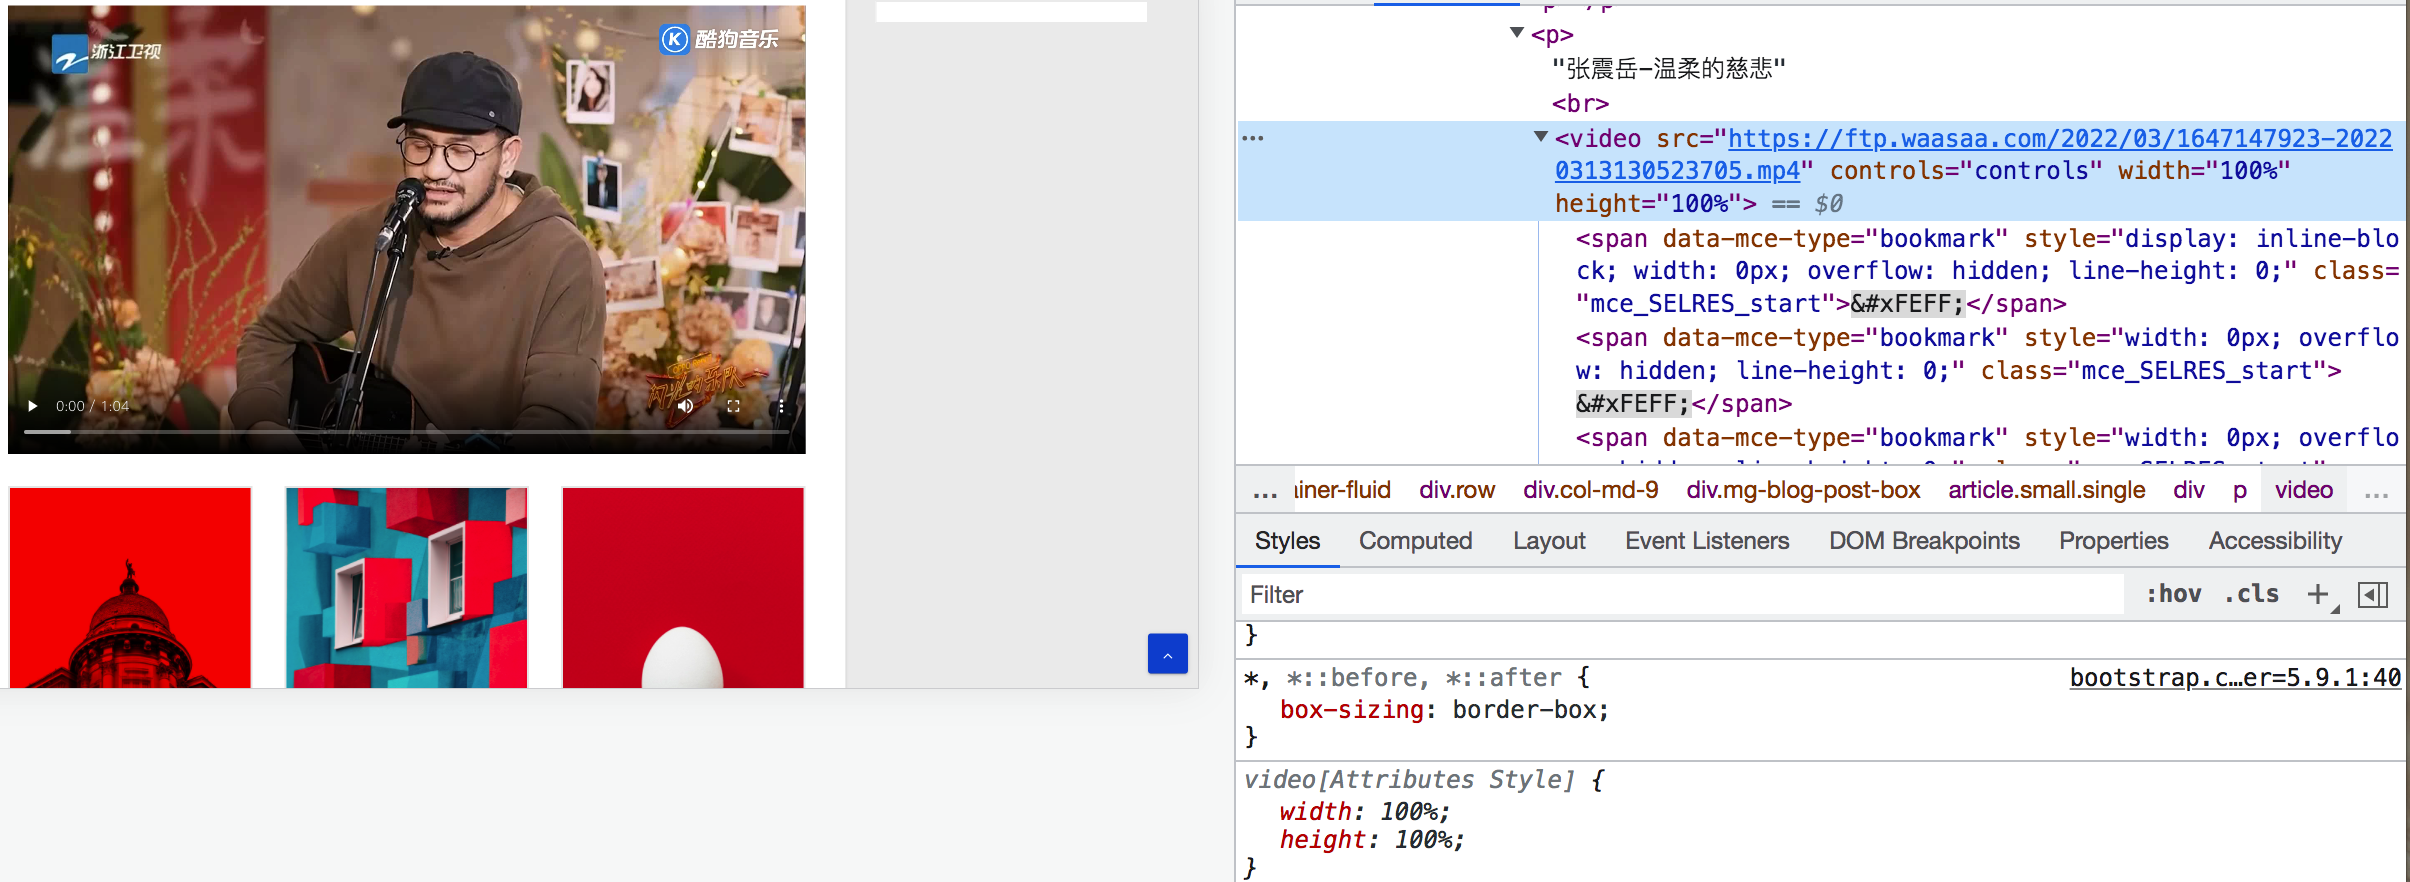 浙江卫视
K 酷狗音乐
闪光的乐队
0:00 / 1:04
<p>
"张震岳-温柔的慈悲"
<br>
<video src="https://ftp.waasaa.com/2022/03/1647147923-2022
0313130523705.mp4" controls="controls" width="100%"
height="100%"> == $0
<span data-mce-type="bookmark" style="display: inline-blo
ck; width: 0px; overflow: hidden; line-height: 0;" class=
"mce_SELRES_start">&#xFEFF;</span>
<span data-mce-type="bookmark" style="width: 0px; overflo
w: hidden; line-height: 0;" class="mce_SELRES_start">
&#xFEFF;</span>
<span data-mce-type="bookmark" style="width: 0px; overflo
... ainer-fluid div.row div.col-md-9 div.mg-blog-post-box article.small.single div p video ...
Styles Computed Layout Event Listeners DOM Breakpoints Properties Accessibility
Filter :hov .cls +
}
*, *::before, *::after { bootstrap.c…er=5.9.1:40
box-sizing: border-box;
}
video[Attributes Style] {
width: 100%;
height: 100%;
}